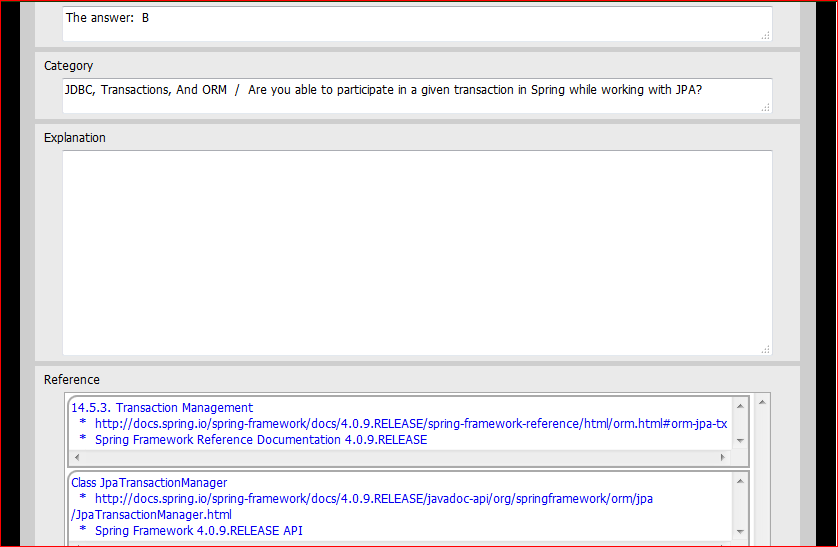 The answer:  B
Category
JDBC, Transactions, And ORM  /  Are you able to participate in a given transaction in Spring while working with JPA?
Explanation
Reference
14.5.3. Transaction Management
*  http://docs.spring.io/spring-framework/docs/4.0.9.RELEASE/spring-framework-reference/html/orm.html#orm-jpa-tx
*  Spring Framework Reference Documentation 4.0.9.RELEASE
Class JpaTransactionManager
*  http://docs.spring.io/spring-framework/docs/4.0.9.RELEASE/javadoc-api/org/springframework/orm/jpa
/JpaTransactionManager.html
*  Spring Framework 4.0.9.RELEASE API